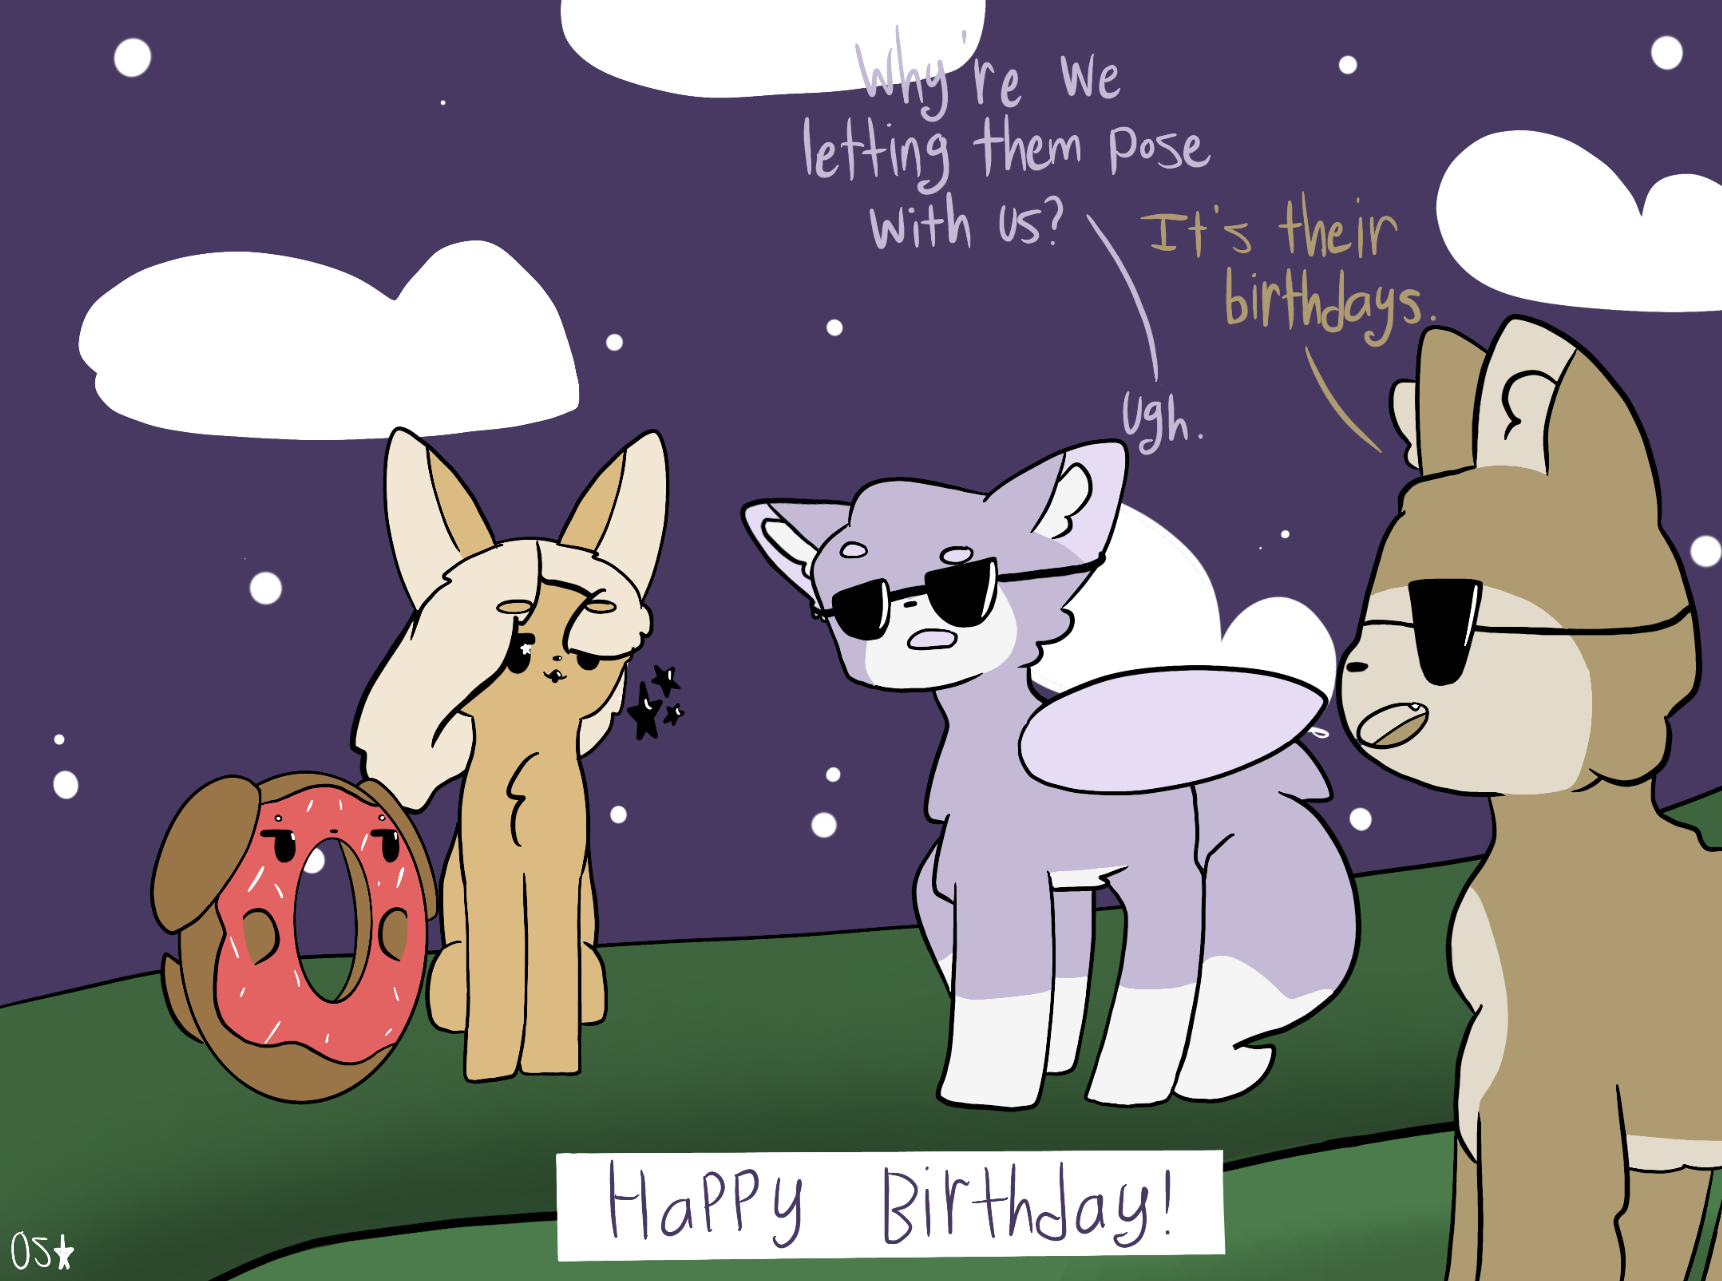 Why're we
letting them pose
with us?
Ugh.
It's their
birthdays.
Happy Birthday!
OS